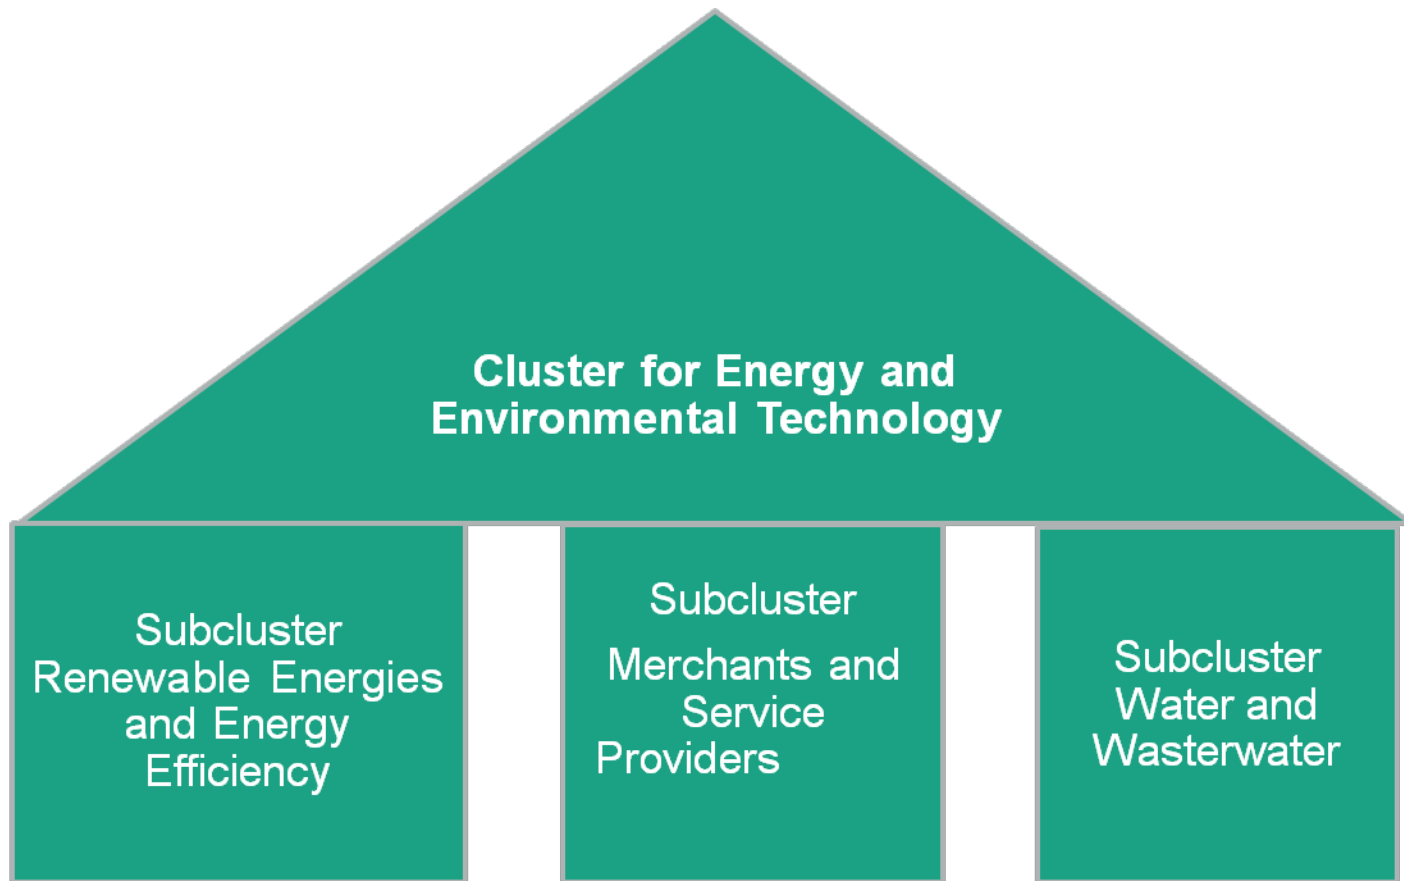 Cluster for Energy and
Environmental Technology
Subcluster
Renewable Energies
and Energy
Efficiency
Subcluster
Merchants and
Service
Providers
Subcluster
Water and
Wasterwater